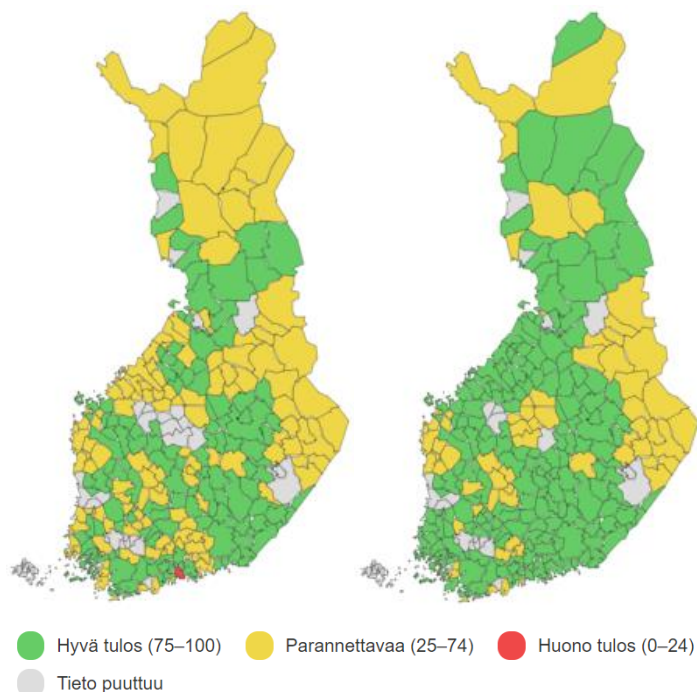 Hyvä tulos (75–100) Parannettavaa (25–74) Huono tulos (0–24)
Tieto puuttuu